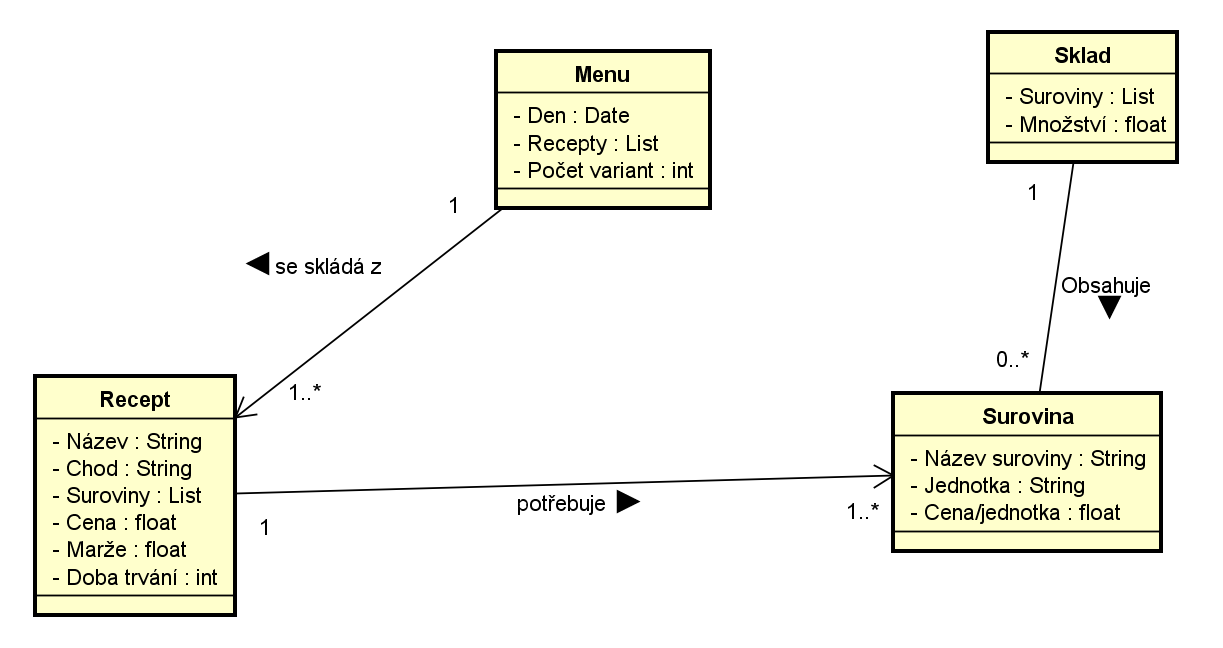 Menu
- Den : Date
- Recepty : List
- Počet variant : int
Sklad
- Suroviny : List
- Množství : float
1
se skládá z
1..*
1
Obsahuje
0..*
Recept
- Název : String
- Chod : String
- Suroviny : List
- Cena : float
- Marže : float
- Doba trvání : int
1
potřebuje
1..*
Surovina
- Název suroviny : String
- Jednotka : String
- Cena/jednotka : float